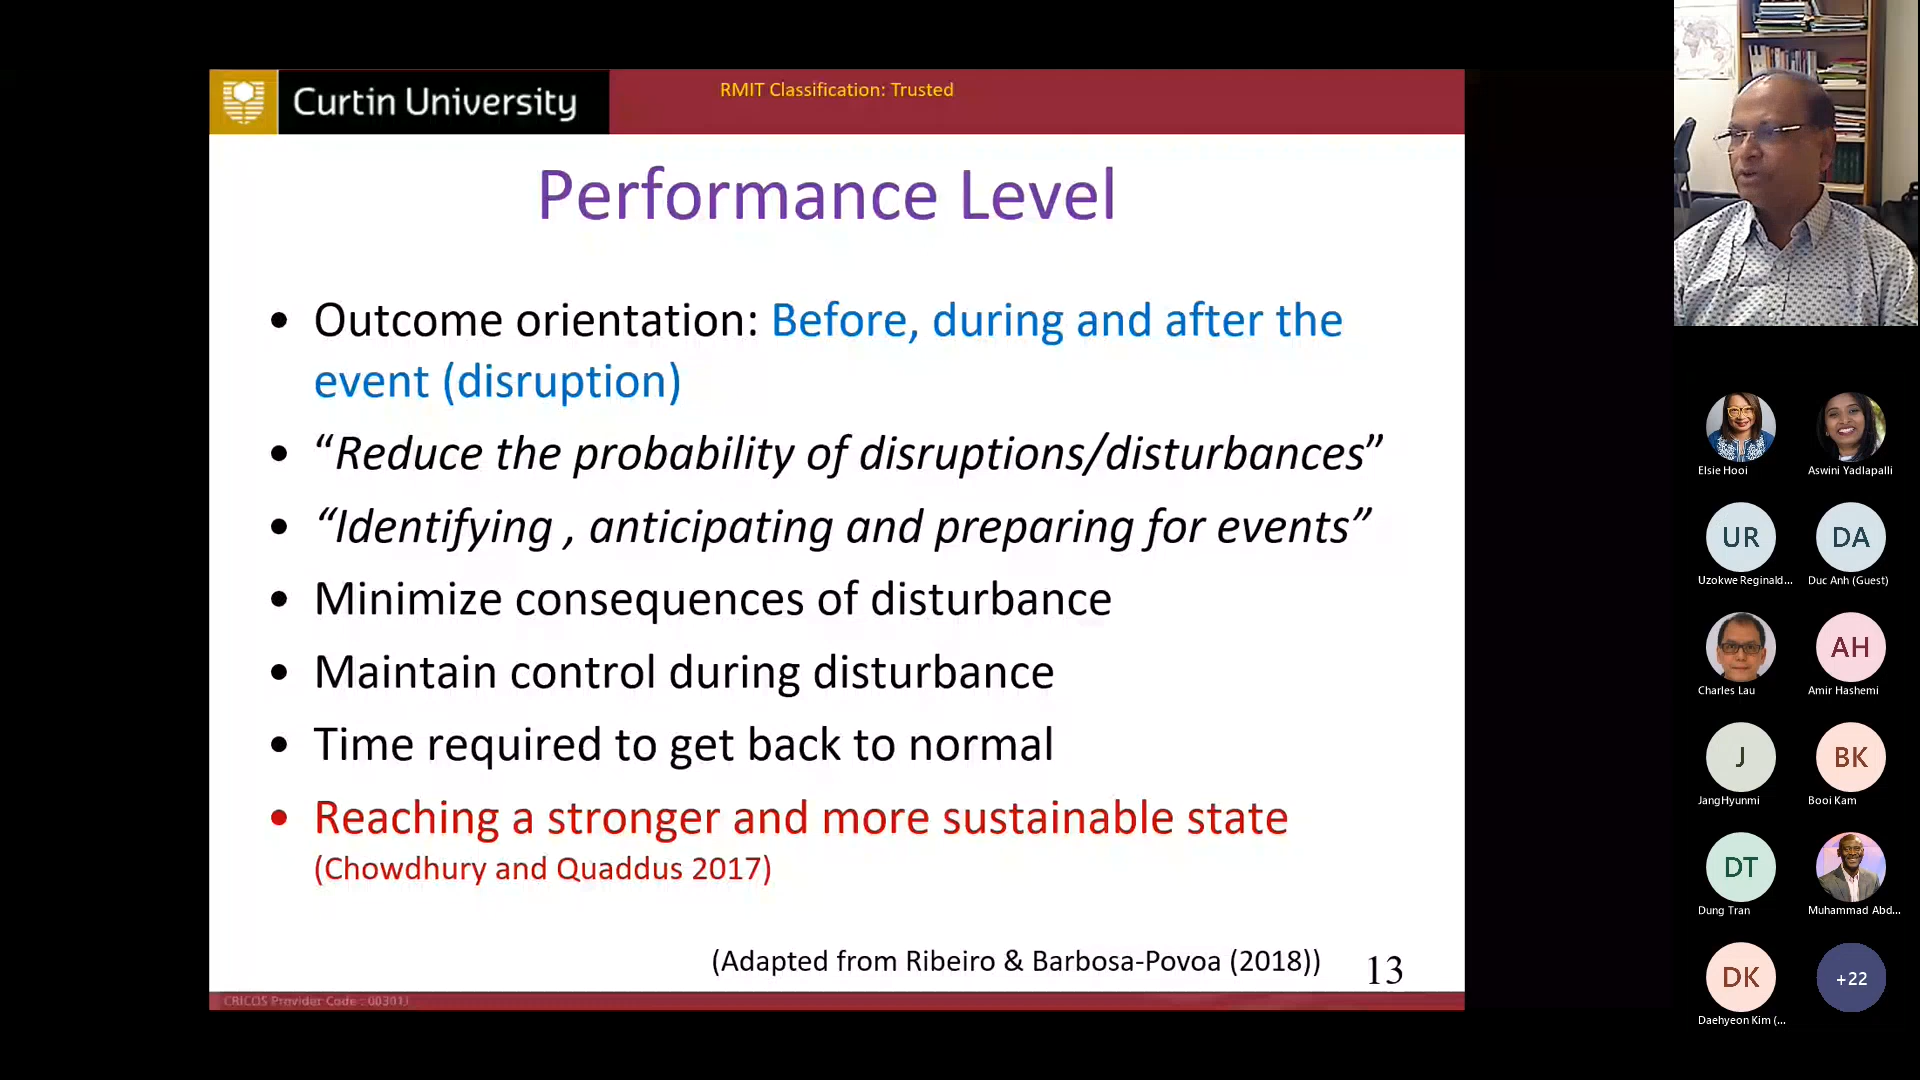 Curtin University
RMIT Classification: Trusted
Performance Level
• Outcome orientation: Before, during and after the
event (disruption)
• “Reduce the probability of disruptions/disturbances”
• “Identifying , anticipating and preparing for events”
• Minimize consequences of disturbance
• Maintain control during disturbance
• Time required to get back to normal
• Reaching a stronger and more sustainable state
(Chowdhury and Quaddus 2017)
(Adapted from Ribeiro & Barbosa-Povoa (2018))
13
CRICOS Provider Code : 00301J
Elsie Hooi
Aswini Yadlapalli
UR
DA
Uzokwe Reginald...
Duc Anh (Guest)
AH
Charles Lau
Amir Hashemi
J
BK
JangHyunmi
Booi Kam
DT
Dung Tran
Muhammad Abd...
DK
+22
Daehyeon Kim (...